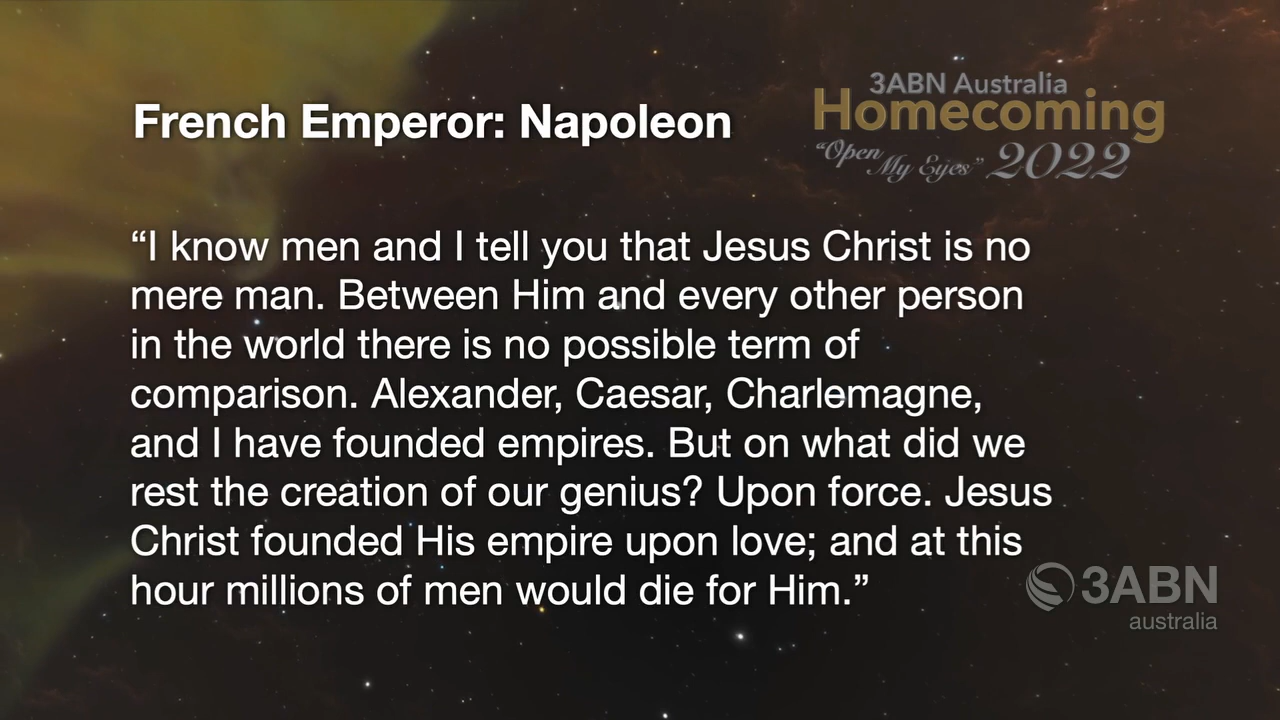 3ABN Australia
Homecoming
"Open My Eyes" 2022
French Emperor: Napoleon
“I know men and I tell you that Jesus Christ is no
mere man. Between Him and every other person
in the world there is no possible term of
comparison. Alexander, Caesar, Charlemagne,
and I have founded empires. But on what did we
rest the creation of our genius? Upon force. Jesus
Christ founded His empire upon love; and at this
hour millions of men would die for Him.”
3ABN
australia